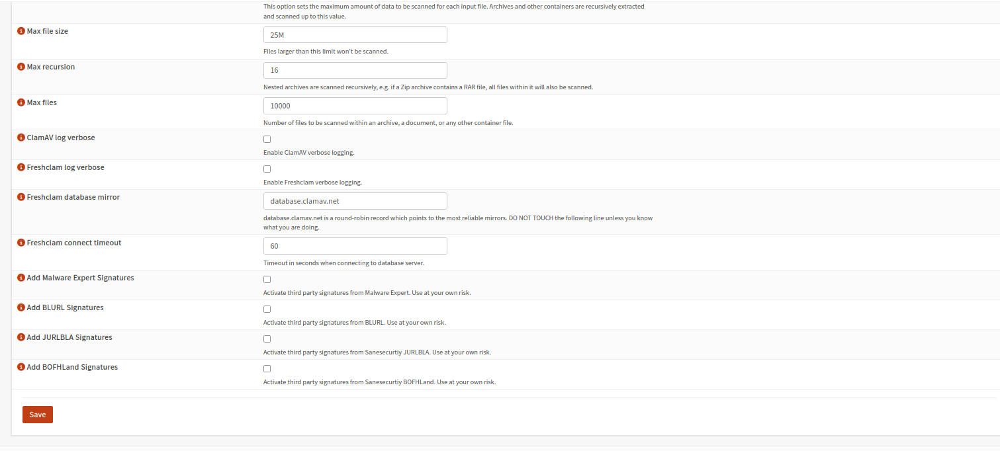 This option sets the maximum amount of data to be scanned for each input file. Archives and other containers are recursively extracted
and scanned up to this value.
Max file size
25M
Files larger than this limit won't be scanned.
Max recursion
16
Nested archives are scanned recursively, e.g. if a Zip archive contains a RAR file, all files within it will also be scanned.
Max files
10000
Number of files to be scanned within an archive, a document, or any other container file.
ClamAV log verbose
Enable ClamAV verbose logging.
Freshclam log verbose
Enable Freshclam verbose logging.
Freshclam database mirror
database.clamav.net
database.clamav.net is a round-robin record which points to the most reliable mirrors. DO NOT TOUCH the following line unless you know
what you are doing.
Freshclam connect timeout
60
Timeout in seconds when connecting to database server.
Add Malware Expert Signatures
Activate third party signatures from Malware Expert. Use at your own risk.
Add BLURL Signatures
Activate third party signatures from BLURL. Use at your own risk.
Add JURLBLA Signatures
Activate third party signatures from Sanesecurtiy JURLBLA. Use at your own risk.
Add BOFHLand Signatures
Activate third party signatures from Sanesecurtiy BOFHLand. Use at your own risk.
Save